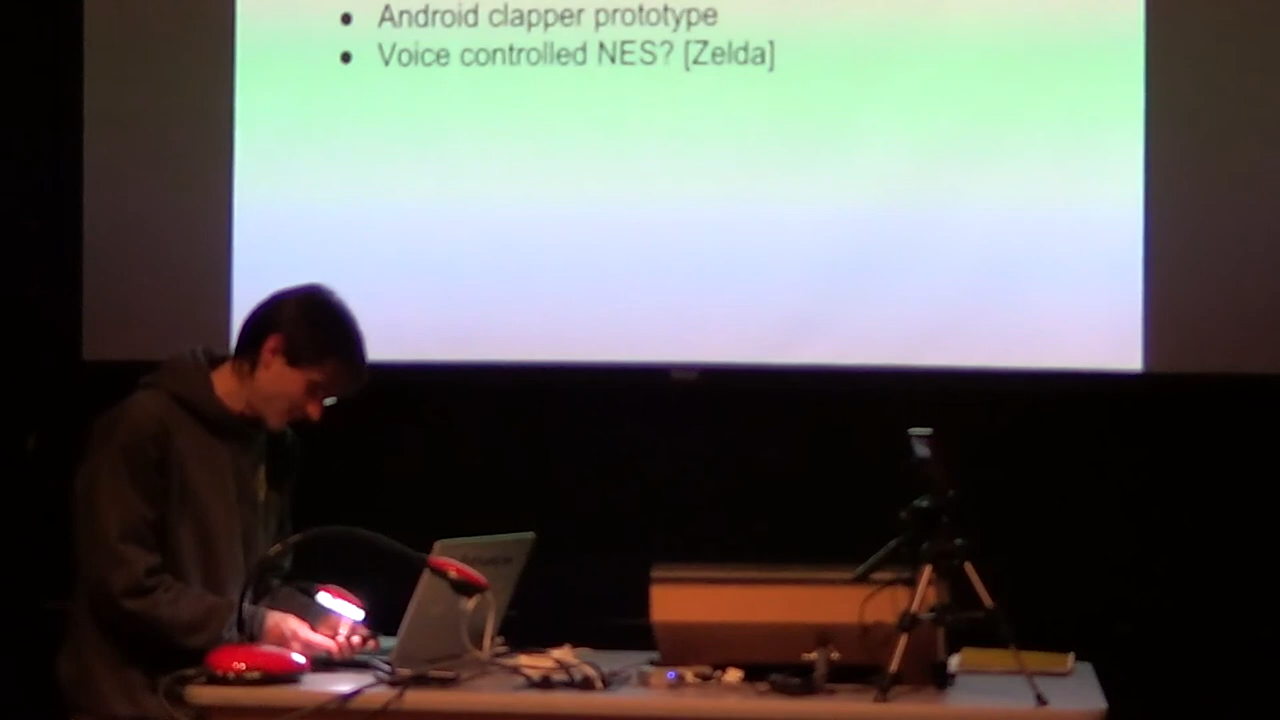 Android clapper prototype
Voice controlled NES? [Zelda]